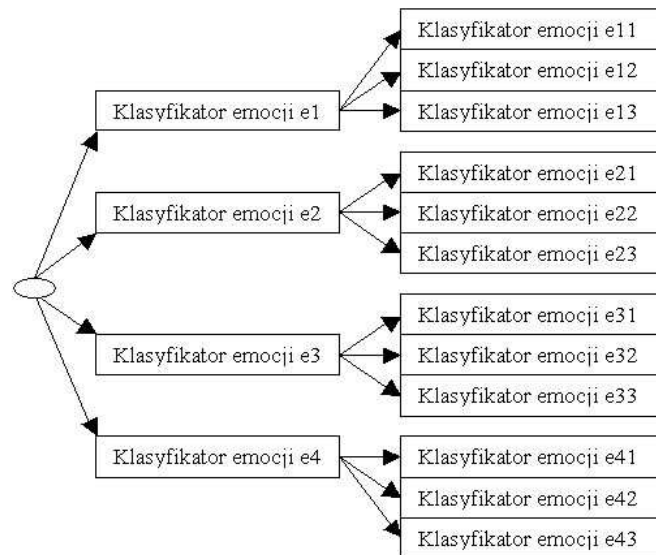 Klasyfikator emocji e11
Klasyfikator emocji e12
Klasyfikator emocji e1
Klasyfikator emocji e13
Klasyfikator emocji e21
Klasyfikator emocji e2
Klasyfikator emocji e22
Klasyfikator emocji e23
Klasyfikator emocji e31
Klasyfikator emocji e3
Klasyfikator emocji e32
Klasyfikator emocji e33
Klasyfikator emocji e4
Klasyfikator emocji e41
Klasyfikator emocji e42
Klasyfikator emocji e43